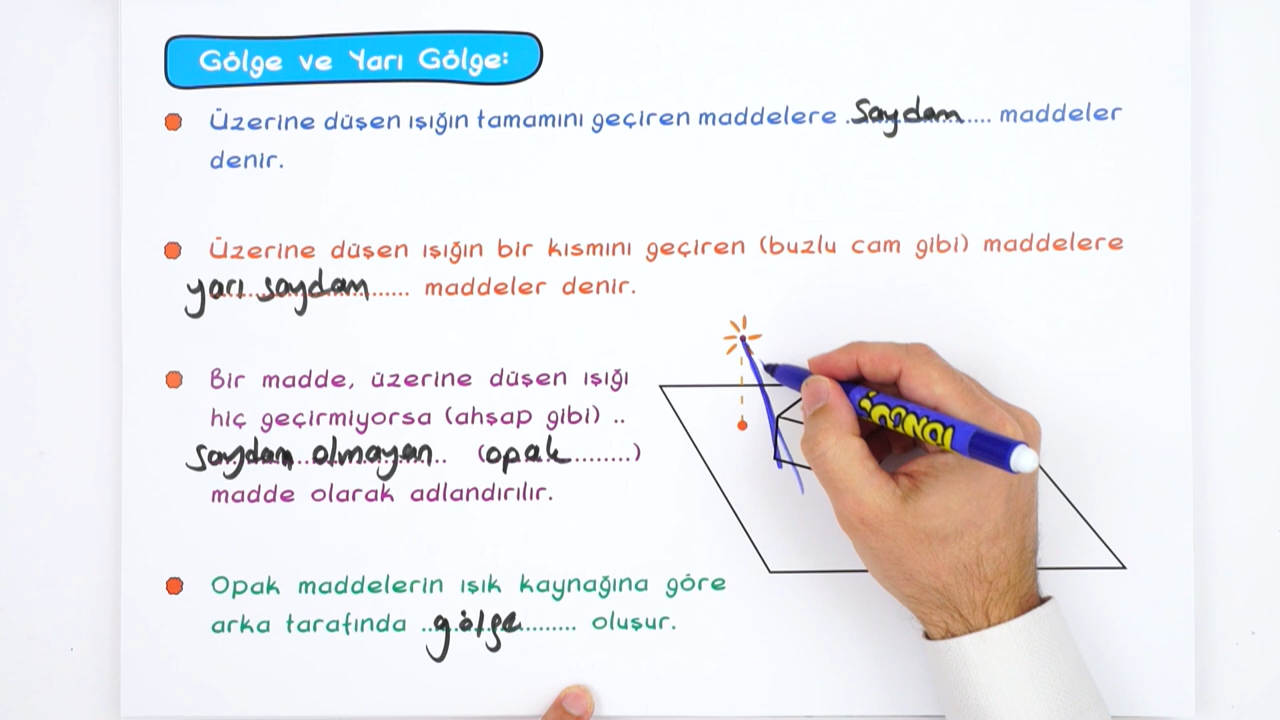 Gölge ve Yarı Gölge:
Üzerine düşen ışığın tamamını geçiren maddelere .Saydam.... maddeler
denir.
Üzerine düşen ışığın bir kısmını geçiren (buzlu cam gibi) maddelere
yarı saydam...... maddeler denir.
Bir madde, üzerine düşen ışığı
hiç geçirmiyorsa (ahşap gibi) ..
saydam olmayan.. (opak.........)
madde olarak adlandırılır.
Opak maddelerin ışık kaynağına göre
arka tarafında ..gölge........ oluşur.